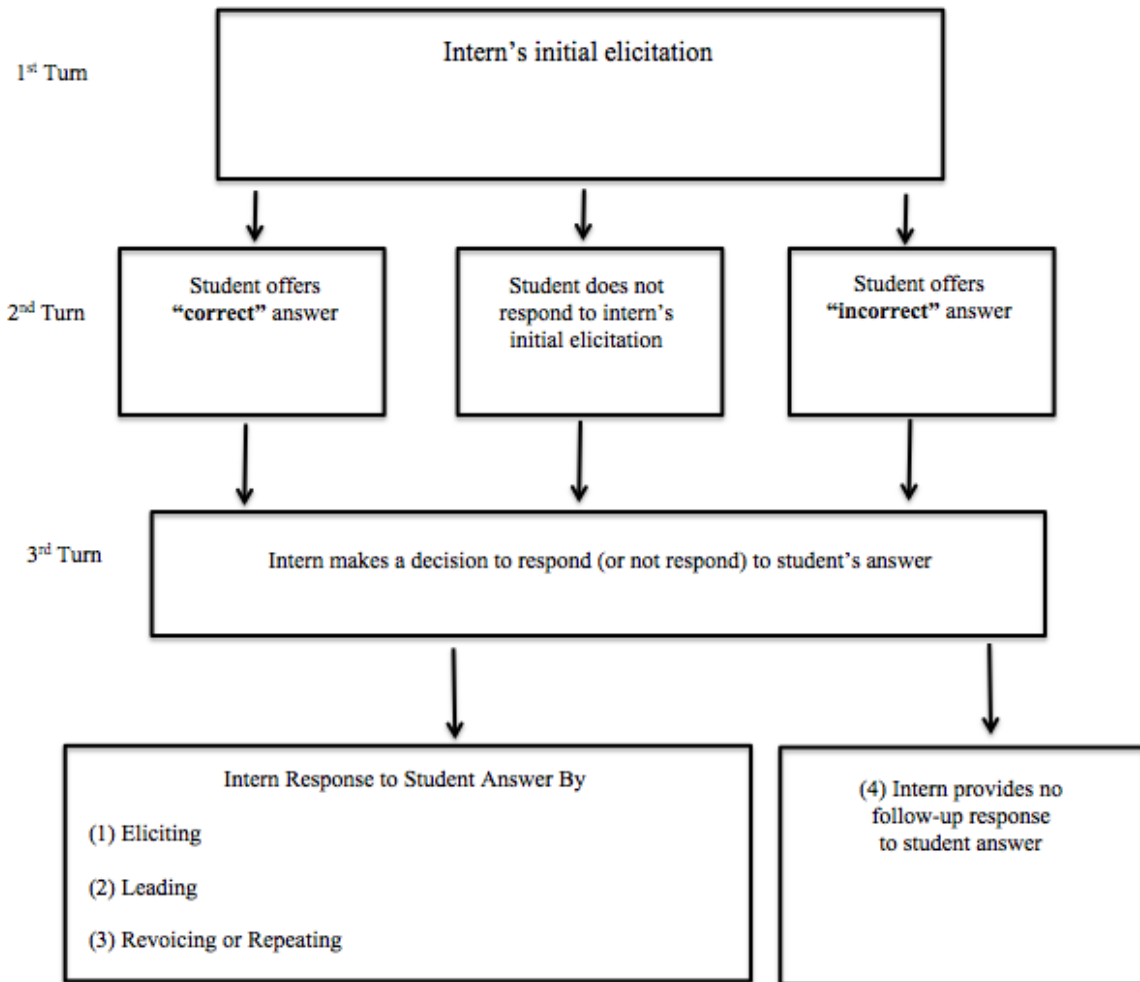 Intern's initial elicitation
1st Turn
Student offers
"correct" answer
Student does not
respond to intern's
initial elicitation
Student offers
"incorrect" answer
2nd Turn
3rd Turn
Intern makes a decision to respond (or not respond) to student's answer
Intern Response to Student Answer By
(1) Eliciting
(2) Leading
(3) Revoicing or Repeating
(4) Intern provides no
follow-up response
to student answer